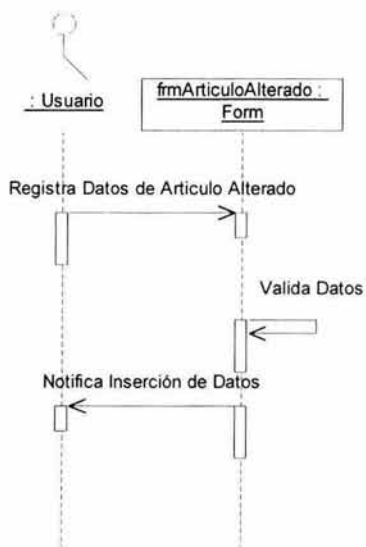 : Usuario
frmArticuloAlterado :
Form
Registra Datos de Articulo Alterado
Valida Datos
Notifica Inserción de Datos